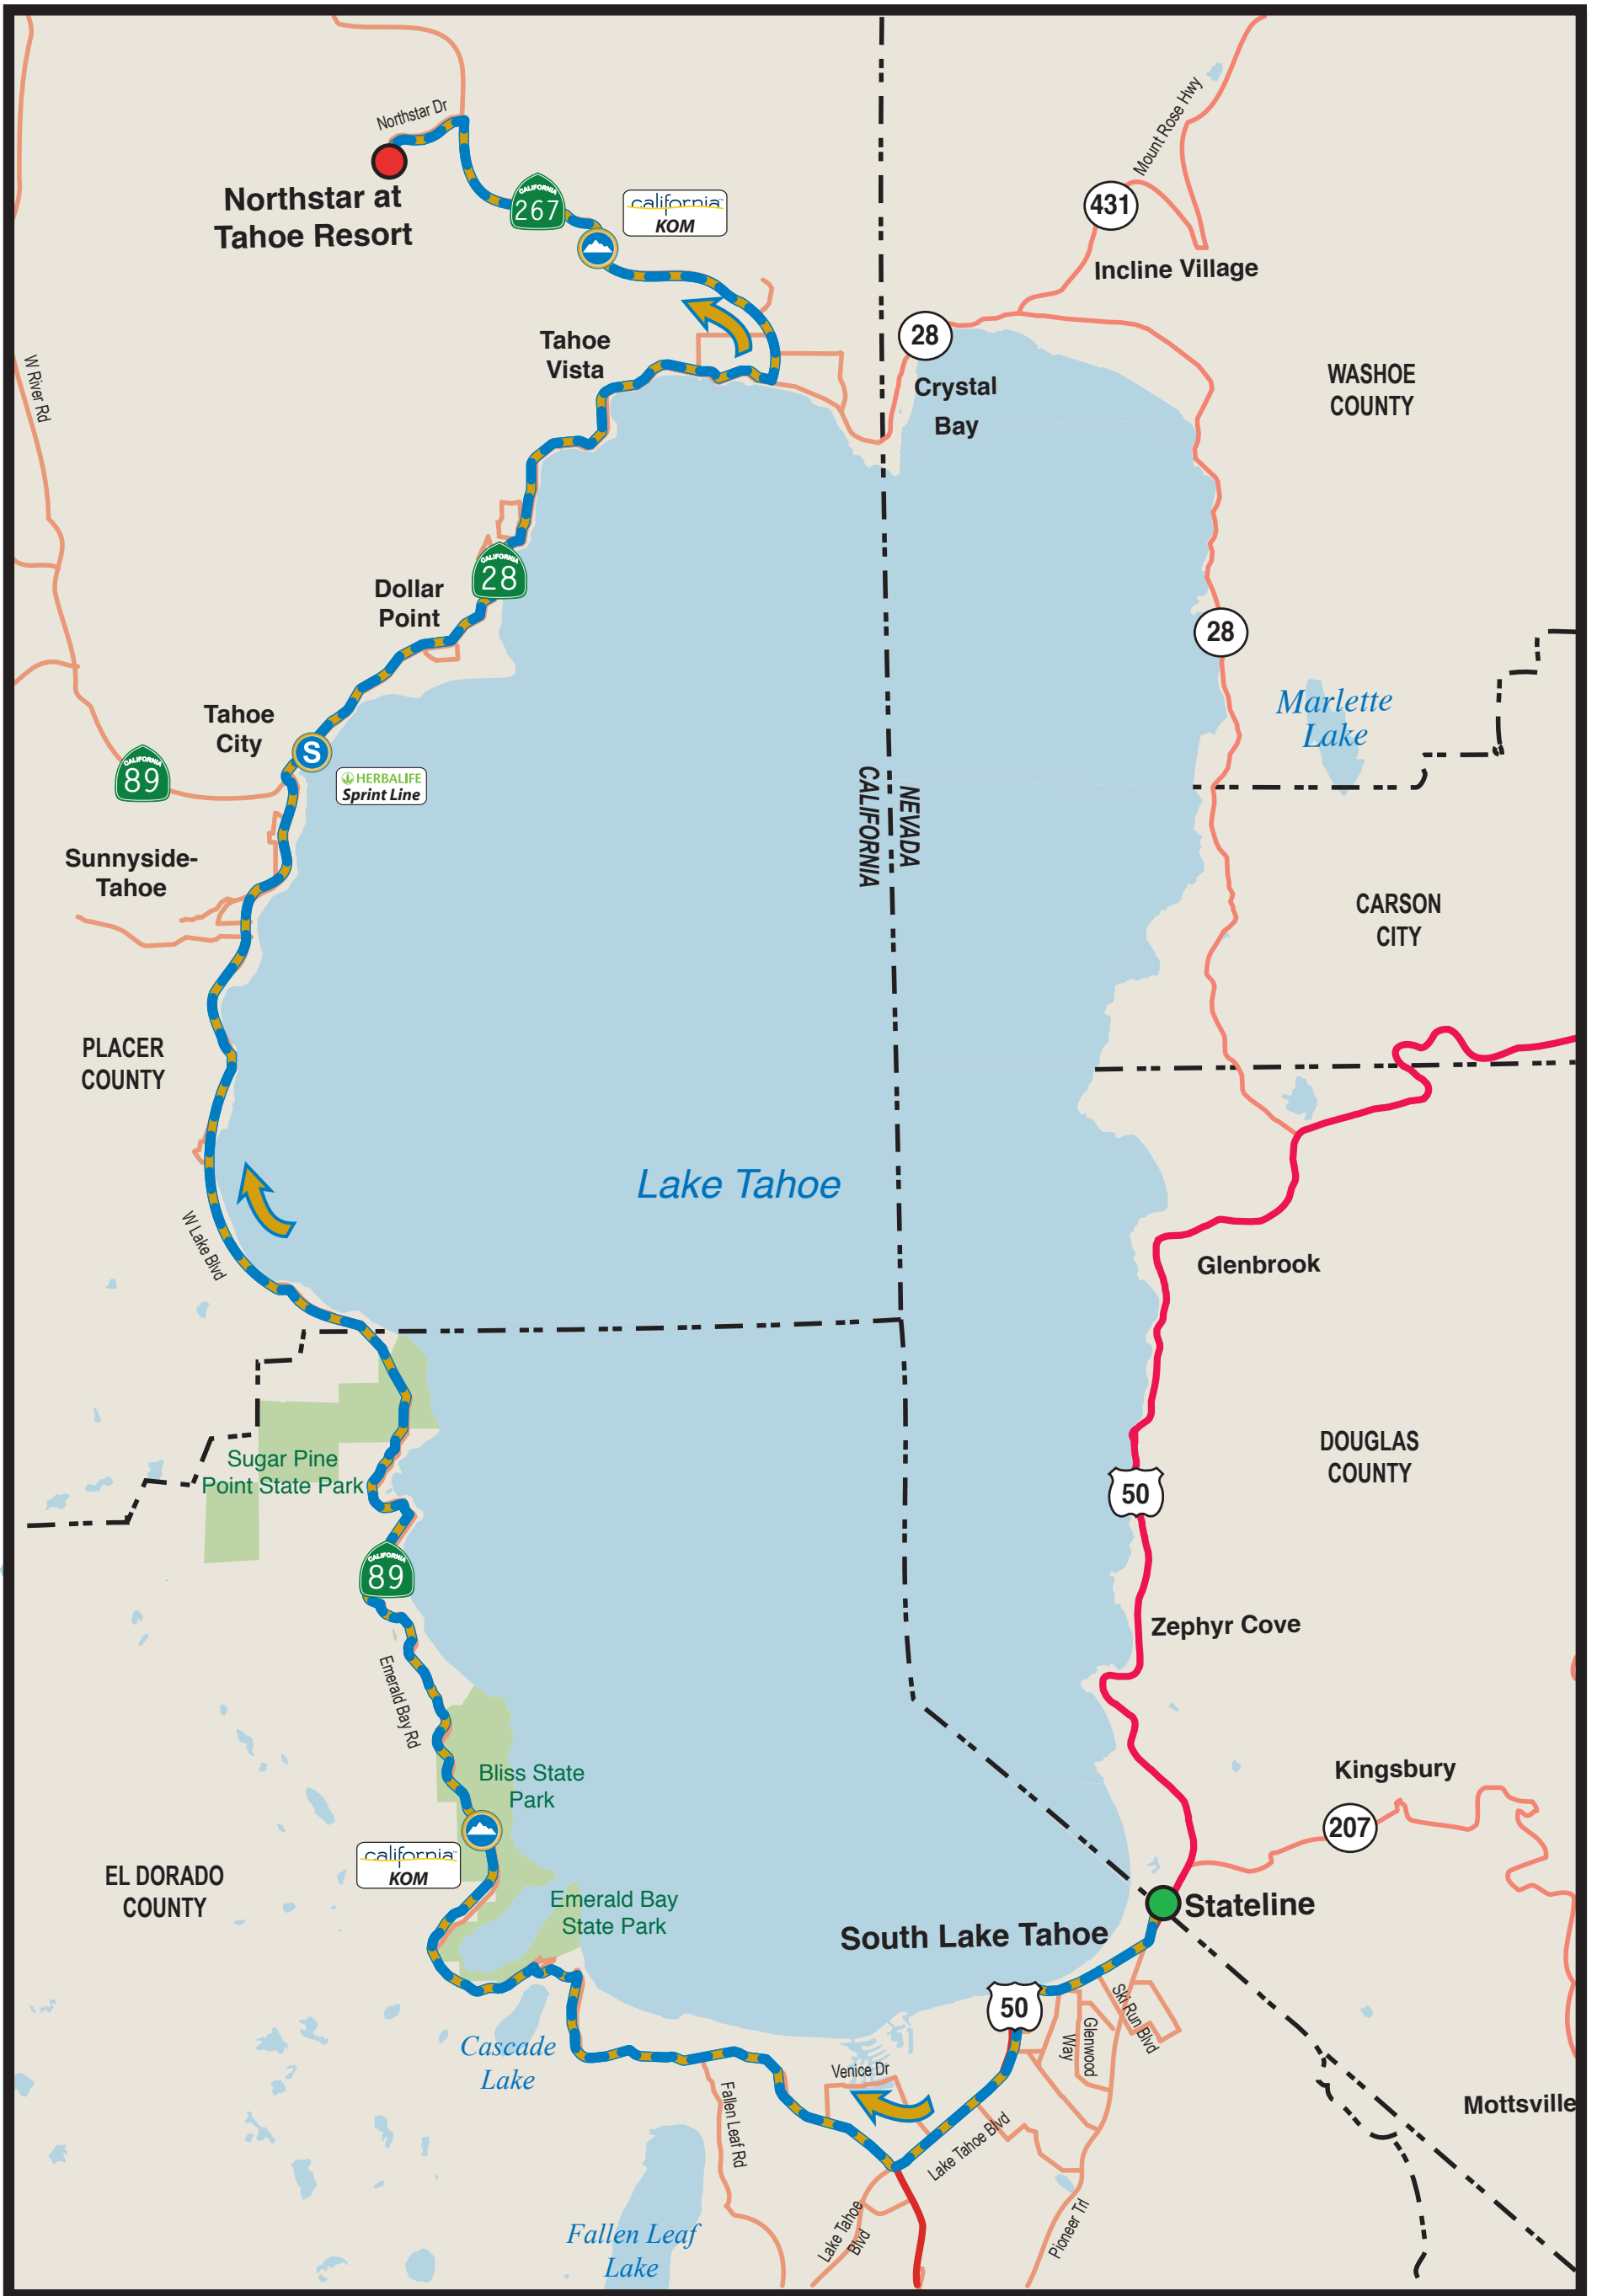 Northstar Dr
Northstar at
Tahoe Resort
CALIFORNIA
267
california
KOM
Mount Rose Hwy
431
Incline Village
28
Crystal
Bay
WASHOE
COUNTY
Tahoe
Vista
W River Rd
CALIFORNIA
28
Dollar
Point
28
Marlette
Lake
Tahoe
City
S
HERBALIFE
Sprint Line
CALIFORNIA
89
CALIFORNIA
NEVADA
Sunnyside-
Tahoe
CARSON
CITY
PLACER
COUNTY
Lake Tahoe
W Lake Blvd
Glenbrook
Sugar Pine
Point State Park
DOUGLAS
COUNTY
50
CALIFORNIA
89
Zephyr Cove
Emerald Bay Rd
Bliss State
Park
Kingsbury
207
california
KOM
EL DORADO
COUNTY
Emerald Bay
State Park
Stateline
South Lake Tahoe
50
Ski Run Blvd
Glenwood
Way
Cascade
Lake
Venice Dr
Fallen Leaf Rd
Lake Tahoe Blvd
Mottsville
Lake Tahoe
Blvd
Pioneer Trl
Fallen Leaf
Lake